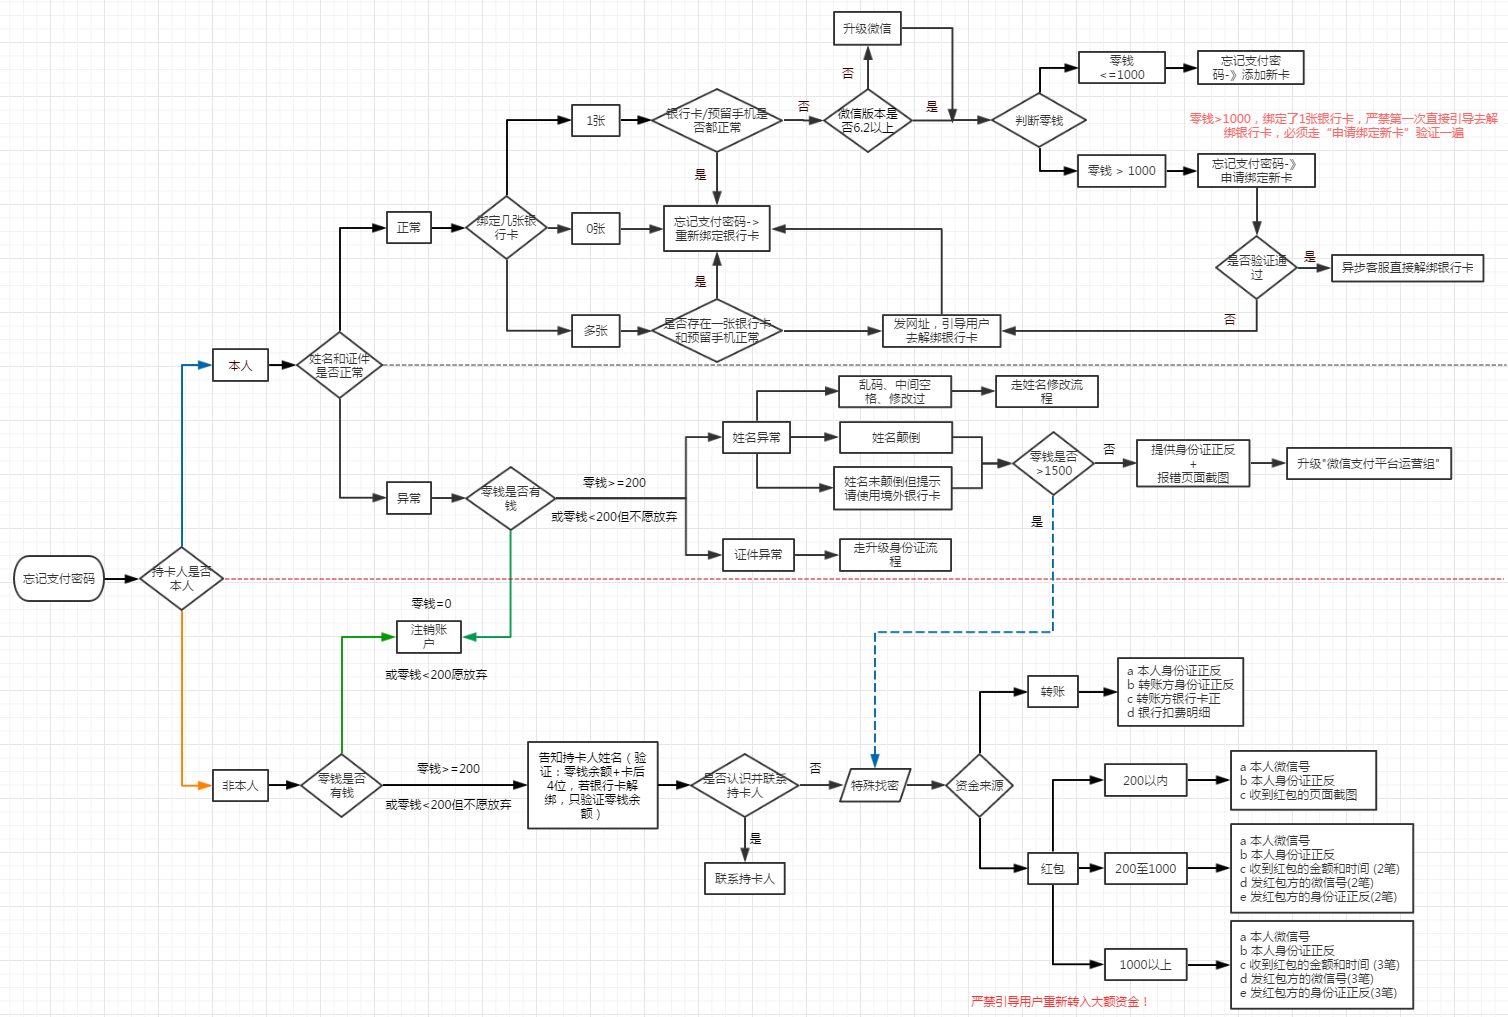 升级微信
否
零钱
<=1000
忘记支付密
码-》添加新卡
1张
银行卡/预留手机是
否都正常
否
微信版本是
否6.2以上
是
判断零钱
零钱>1000，绑定了1张银行卡，严禁第一次直接引导去解
绑银行卡，必须走“申请绑定新卡”验证一遍
是
零钱 > 1000
忘记支付密码-》
申请绑定新卡
正常
绑定几张银
行卡
0张
忘记支付密码->
重新绑定银行卡
是否验证通
过
是
异步客服直接解绑银行卡
是
多张
是否存在一张银行卡
和预留手机正常
发网址，引导用户
去解绑银行卡
否
本人
姓名和证件
是否正常
乱码、中间空
格、修改过
走姓名修改流
程
姓名异常
姓名颠倒
零钱是否
>1500
否
提供身份证正反
+
报错页面截图
升级"微信支付平台运营组"
姓名未颠倒但提示
请使用境外银行卡
异常
零钱是否有
钱
零钱>=200
或零钱<200但不愿放弃
是
证件异常
走升级身份证流
程
忘记支付密码
持卡人是否
本人
零钱=0
注销账
户
或零钱<200愿放弃
转账
a 本人身份证正反
b 转账方身份证正反
c 转账方银行卡正
d 银行扣费明细
非本人
零钱是否
有钱
零钱>=200
或零钱<200但不愿放弃
告知持卡人姓名（验
证：零钱余额+卡后
4位，若银行卡解
绑，只验证零钱余
额）
是否认识并联系
持卡人
否
特殊找密
资金来源
200以内
a 本人微信号
b 本人身份证正反
c 收到红包的页面截图
是
联系持卡人
红包
200至1000
a 本人微信号
b 本人身份证正反
c 收到红包的金额和时间 (2笔)
d 发红包方的微信号(2笔)
e 发红包方的身份证正反(2笔)
1000以上
a 本人微信号
b 本人身份证正反
c 收到红包的金额和时间 (3笔)
d 发红包方的微信号(3笔)
e 发红包方的身份证正反(3笔)
严禁引导用户重新转入大额资金！